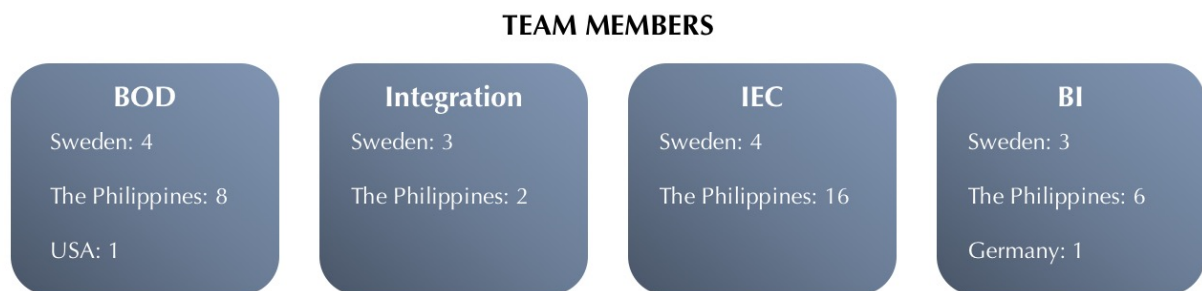 TEAM MEMBERS
BOD
Sweden: 4
The Philippines: 8
USA: 1
Integration
Sweden: 3
The Philippines: 2
IEC
Sweden: 4
The Philippines: 16
BI
Sweden: 3
The Philippines: 6
Germany: 1